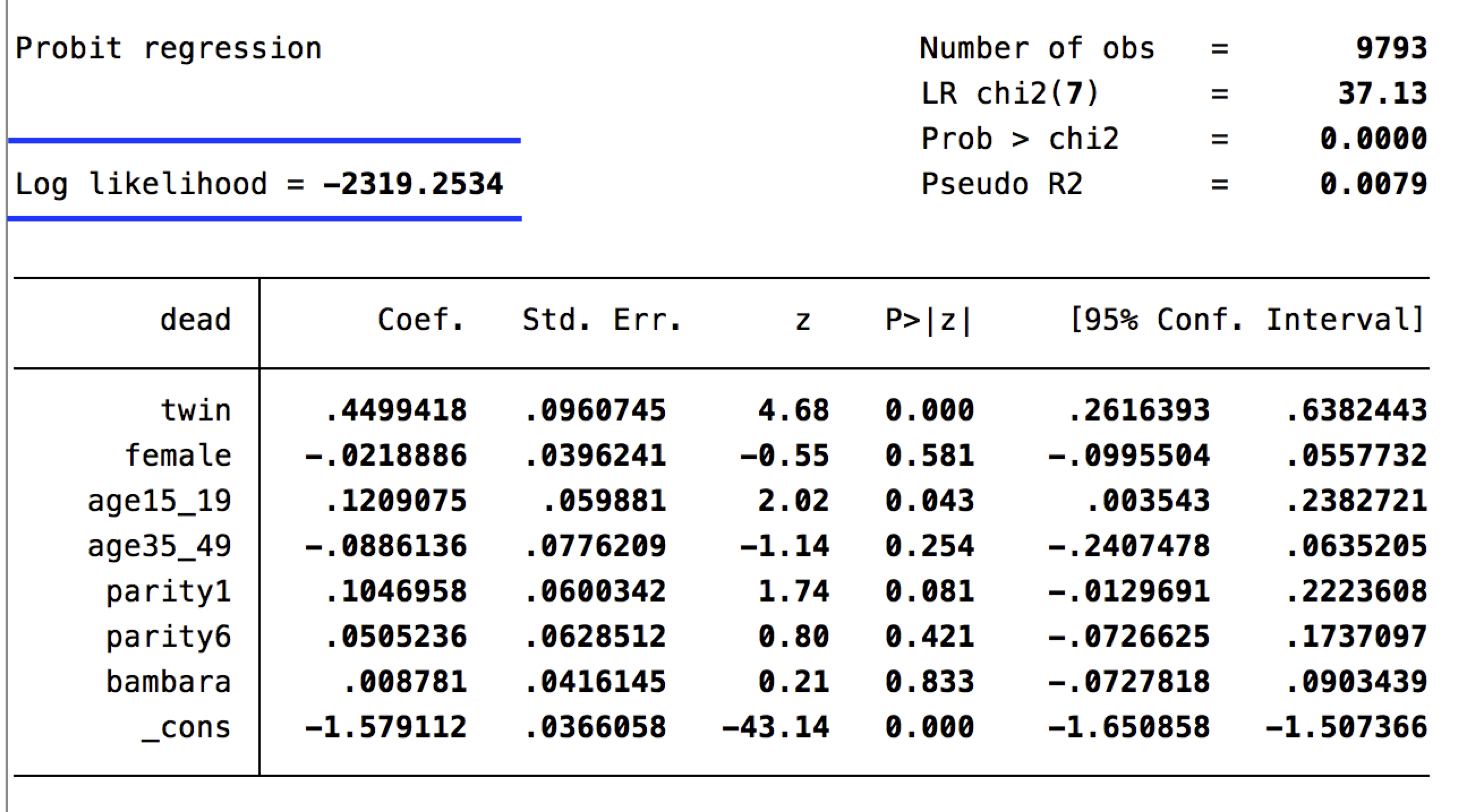 Probit regression Number of obs = 9793
LR chi2(7) = 37.13
Prob > chi2 = 0.0000
Log likelihood = -2319.2534 Pseudo R2 = 0.0079
dead Coef. Std. Err. z P>|z| [95% Conf. Interval]
twin .4499418 .0960745 4.68 0.000 .2616393 .6382443
female -.0218886 .0396241 -0.55 0.581 -.0995504 .0557732
age15_19 .1209075 .059881 2.02 0.043 .003543 .2382721
age35_49 -.0886136 .0776209 -1.14 0.254 -.2407478 .0635205
parity1 .1046958 .0600342 1.74 0.081 -.0129691 .2223608
parity6 .0505236 .0628512 0.80 0.421 -.0726625 .1737097
bambara .008781 .0416145 0.21 0.833 -.0727818 .0903439
_cons -1.579112 .0366058 -43.14 0.000 -1.650858 -1.507366